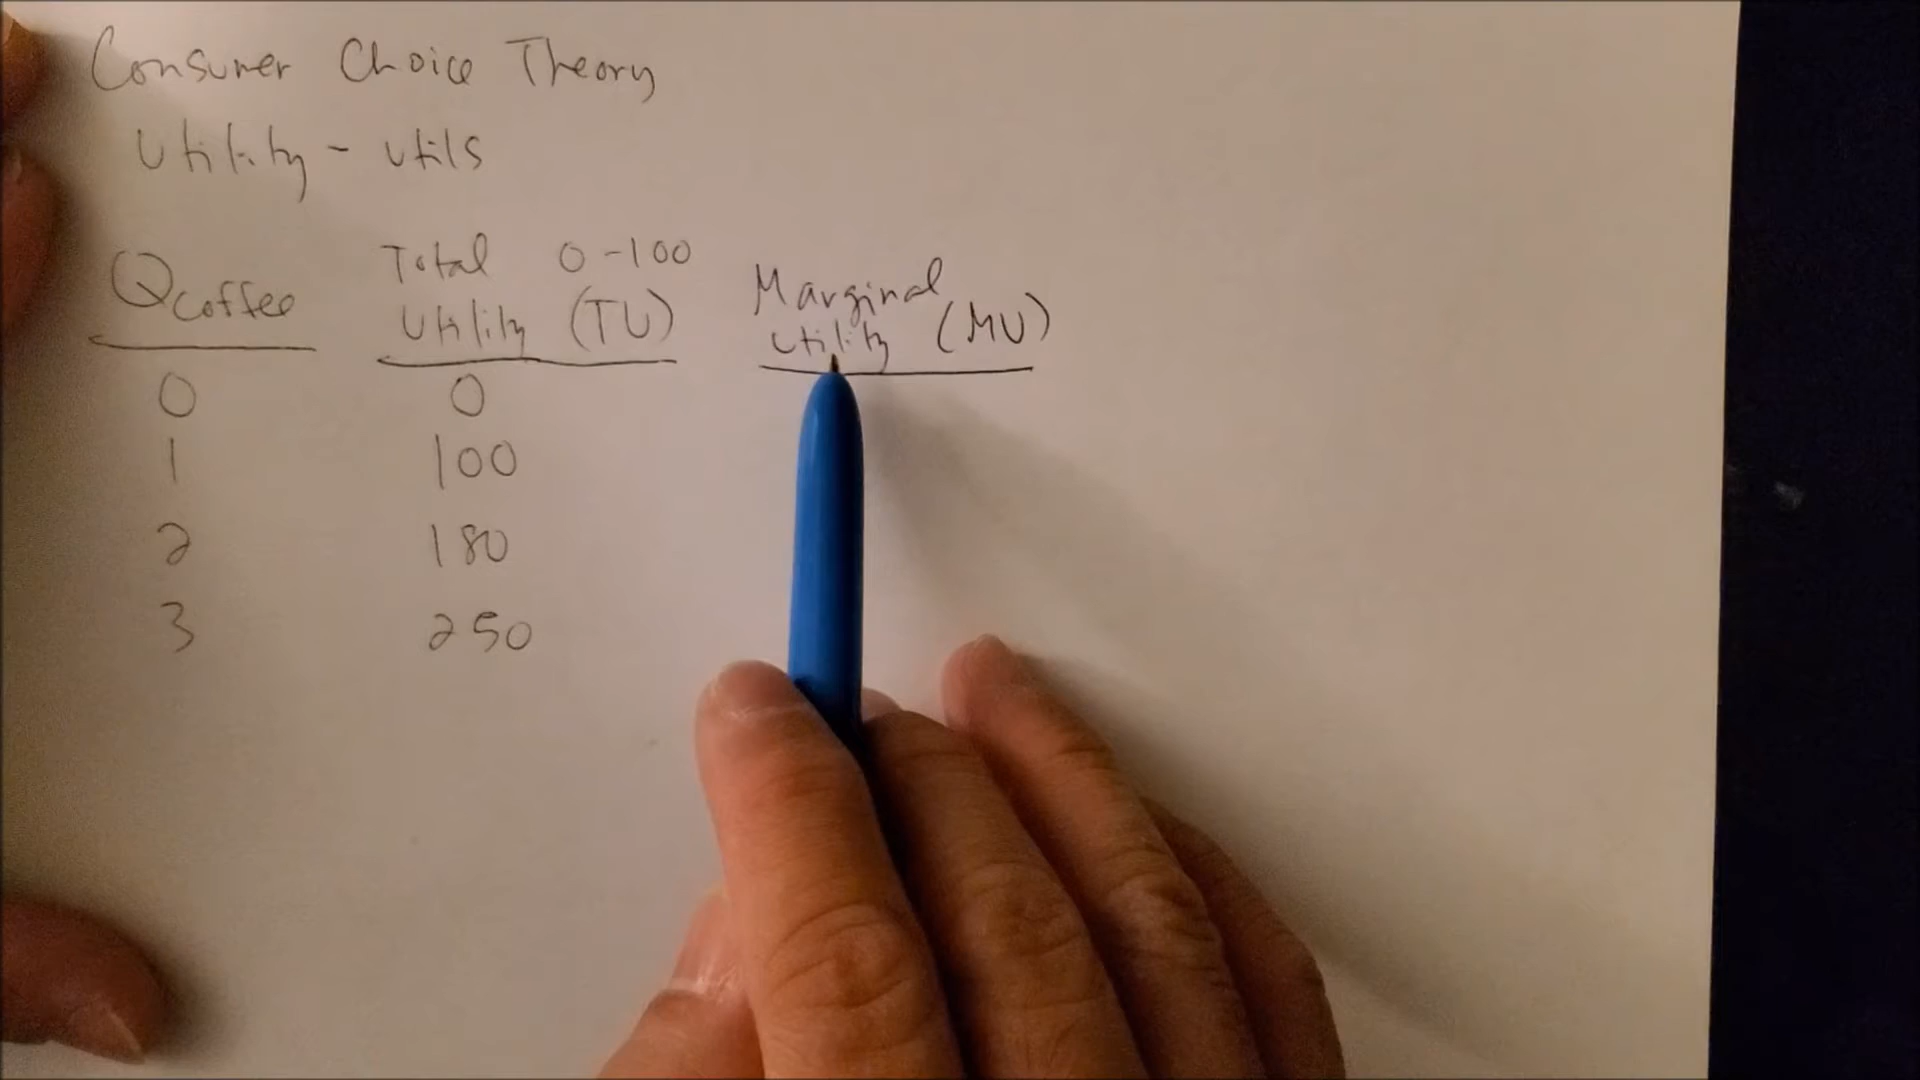 Consumer Choice Theory
Utility - utils
Qcoffee Total 0-100 Utility (TU) Marginal Utility (MU)
0 0
1 100
2 180
3 250